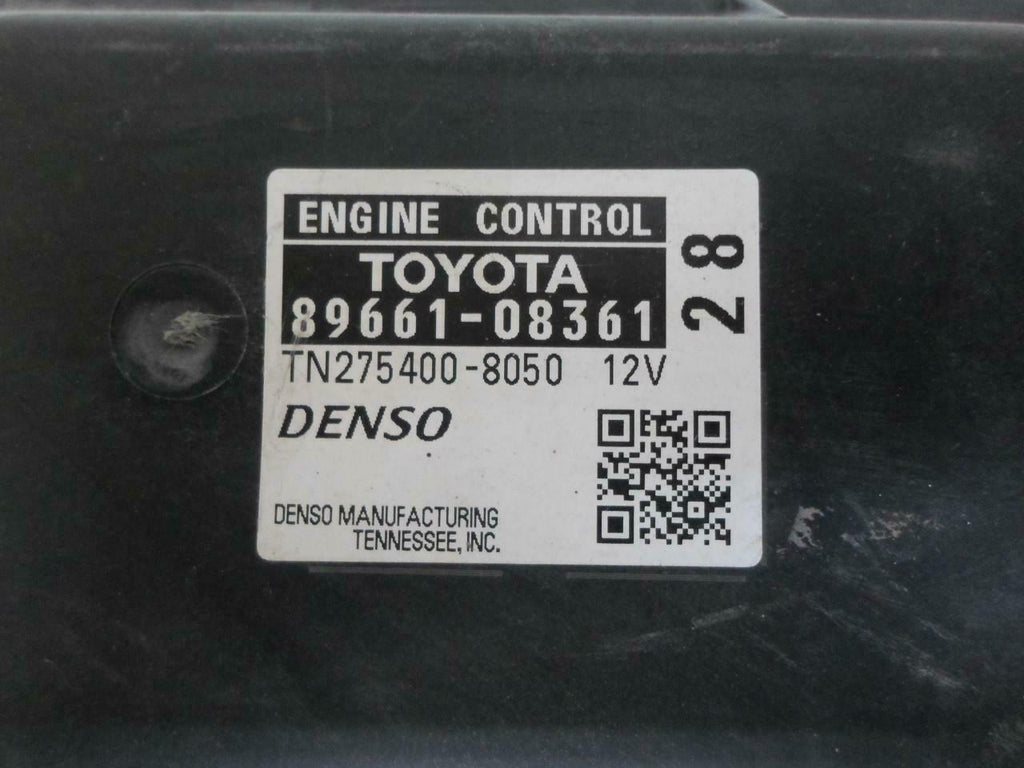 ENGINE CONTROL
TOYOTA
89661-08361
28
TN275400-8050 12V
DENSO
DENSO MANUFACTURING
TENNESSEE, INC.